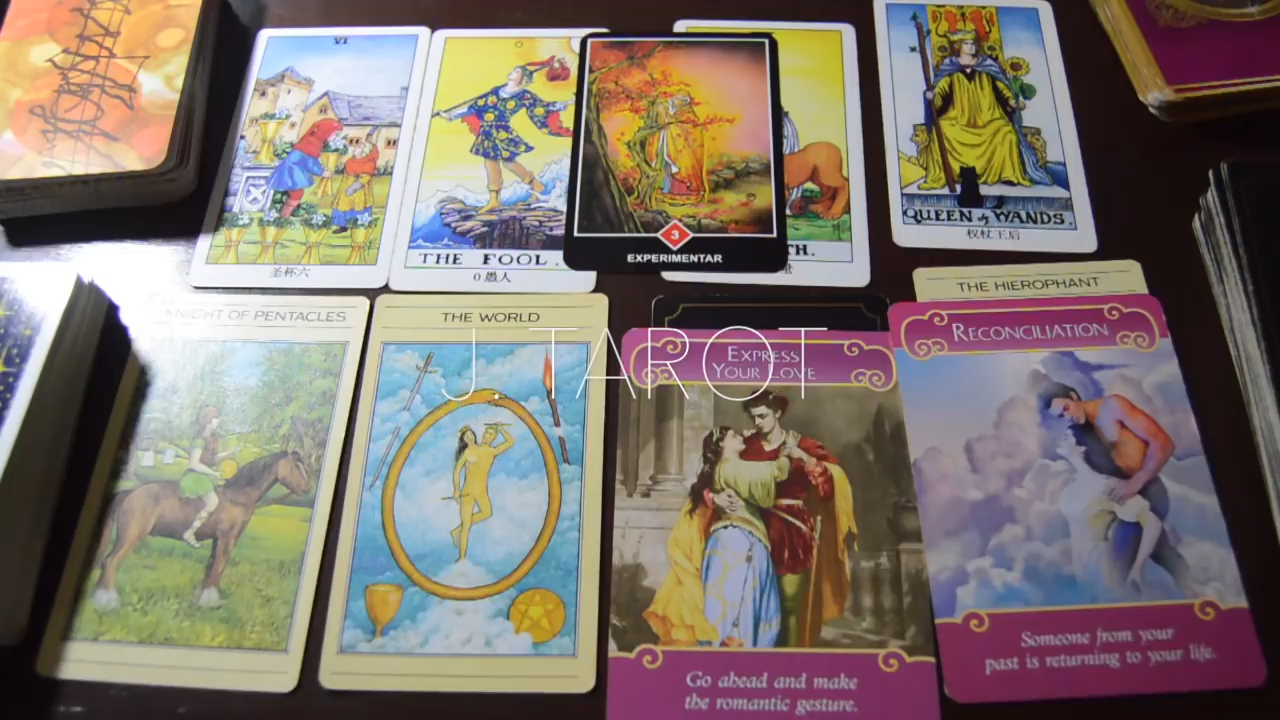 VI
圣杯六
THE FOOL.
0 愚人
3
EXPERIMENTAR
TH.
QUEEN of WANDS.
权杖王后
KNIGHT OF PENTACLES
THE WORLD
J. TAROT
EXPRESS
YOUR LOVE
Go ahead and make
the romantic gesture.
THE HIEROPHANT
RECONCILIATION
Someone from your
past is returning to your life.